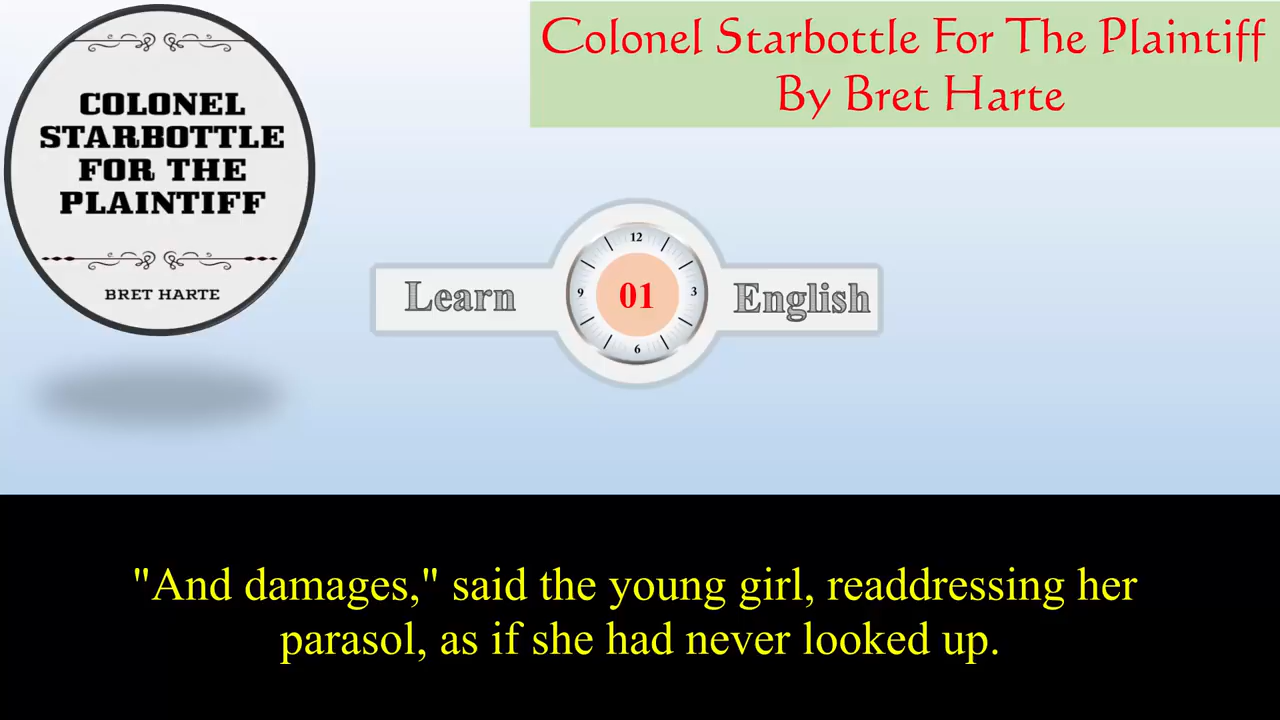 COLONEL
STARBOTTLE
FOR THE
PLAINTIFF
BRET HARTE
Colonel Starbottle For The Plaintiff
By Bret Harte
Learn
12
9
01
3
6
English
"And damages," said the young girl, readdressing her
parasol, as if she had never looked up.